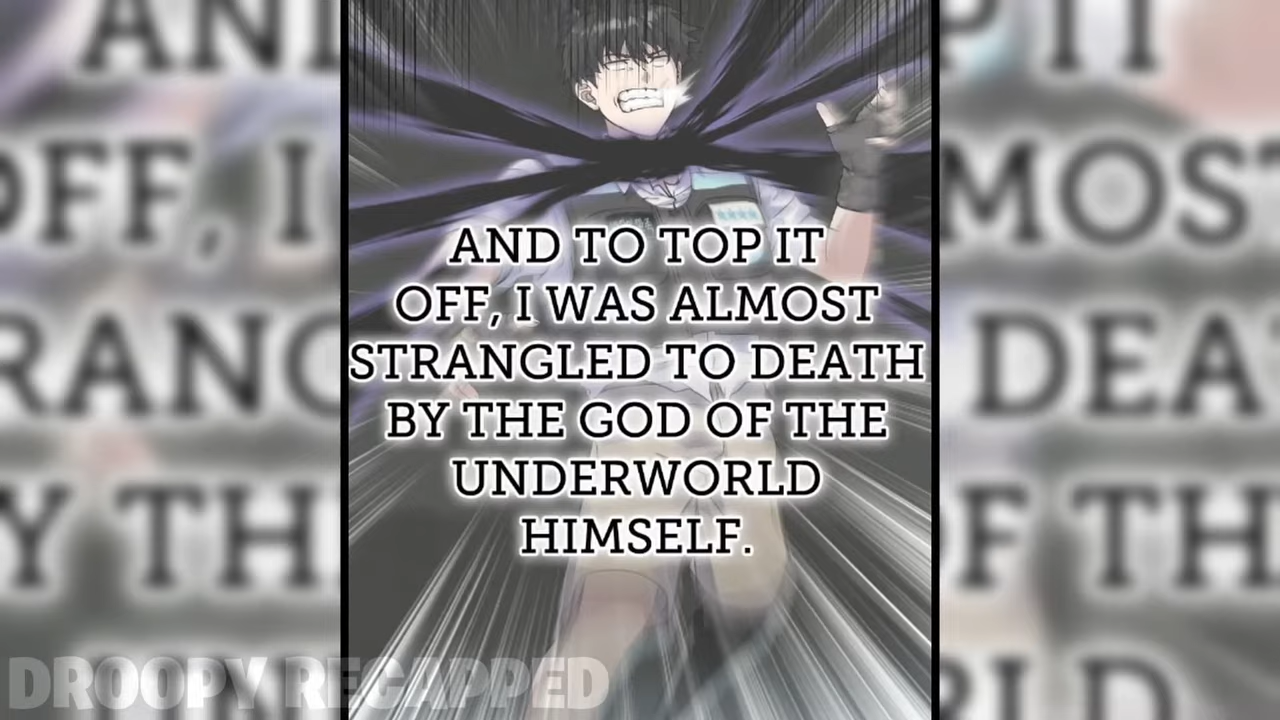 AND TO TOP IT
OFF, I WAS ALMOST
STRANGLED TO DEATH
BY THE GOD OF THE
UNDERWORLD
HIMSELF.
DROOPY RECAPPED